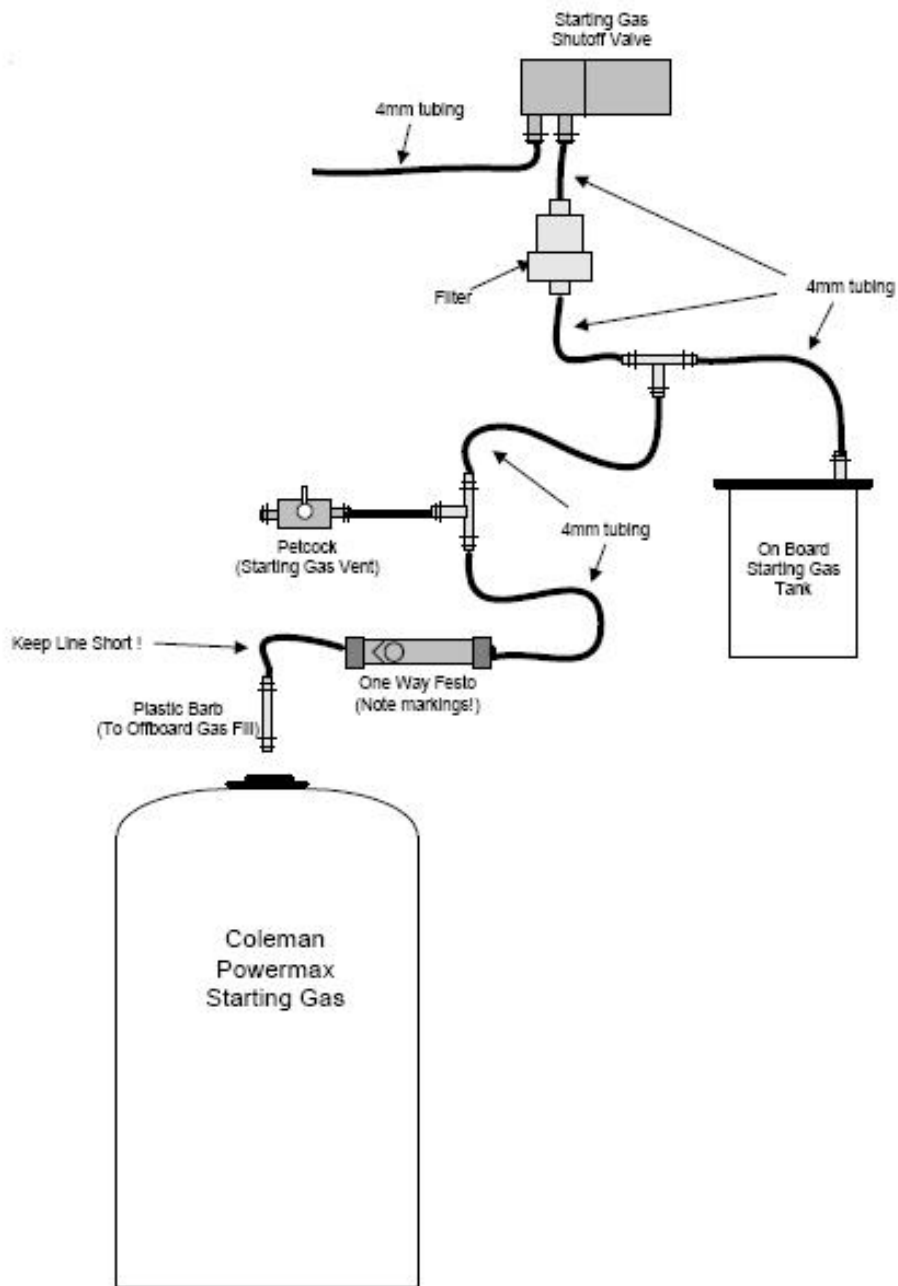 Starting Gas
Shutoff Valve
4mm tubing
Filter
4mm tubing
4mm tubing
Petcock
(Starting Gas Vent)
On Board
Starting Gas
Tank
Keep Line Short !
One Way Festo
(Note markings!)
Plastic Barb
(To Offboard Gas Fill)
Coleman
Powermax
Starting Gas